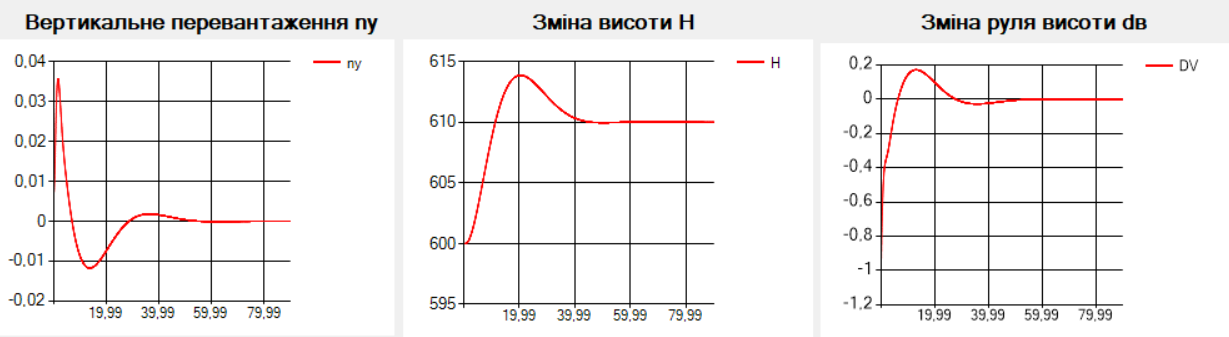 Вертикальне перевантаження ny
0.04
0.03
0.02
0.01
0
-0.01
-0.02
19,99 39,99 59,99 79,99
ny
Зміна висоти H
615
610
605
600
595
19,99 39,99 59,99 79,99
H
Зміна руля висоти dв
0.2
0
-0.2
-0.4
-0.6
-0.8
-1
-1.2
19,99 39,99 59,99 79,99
DV